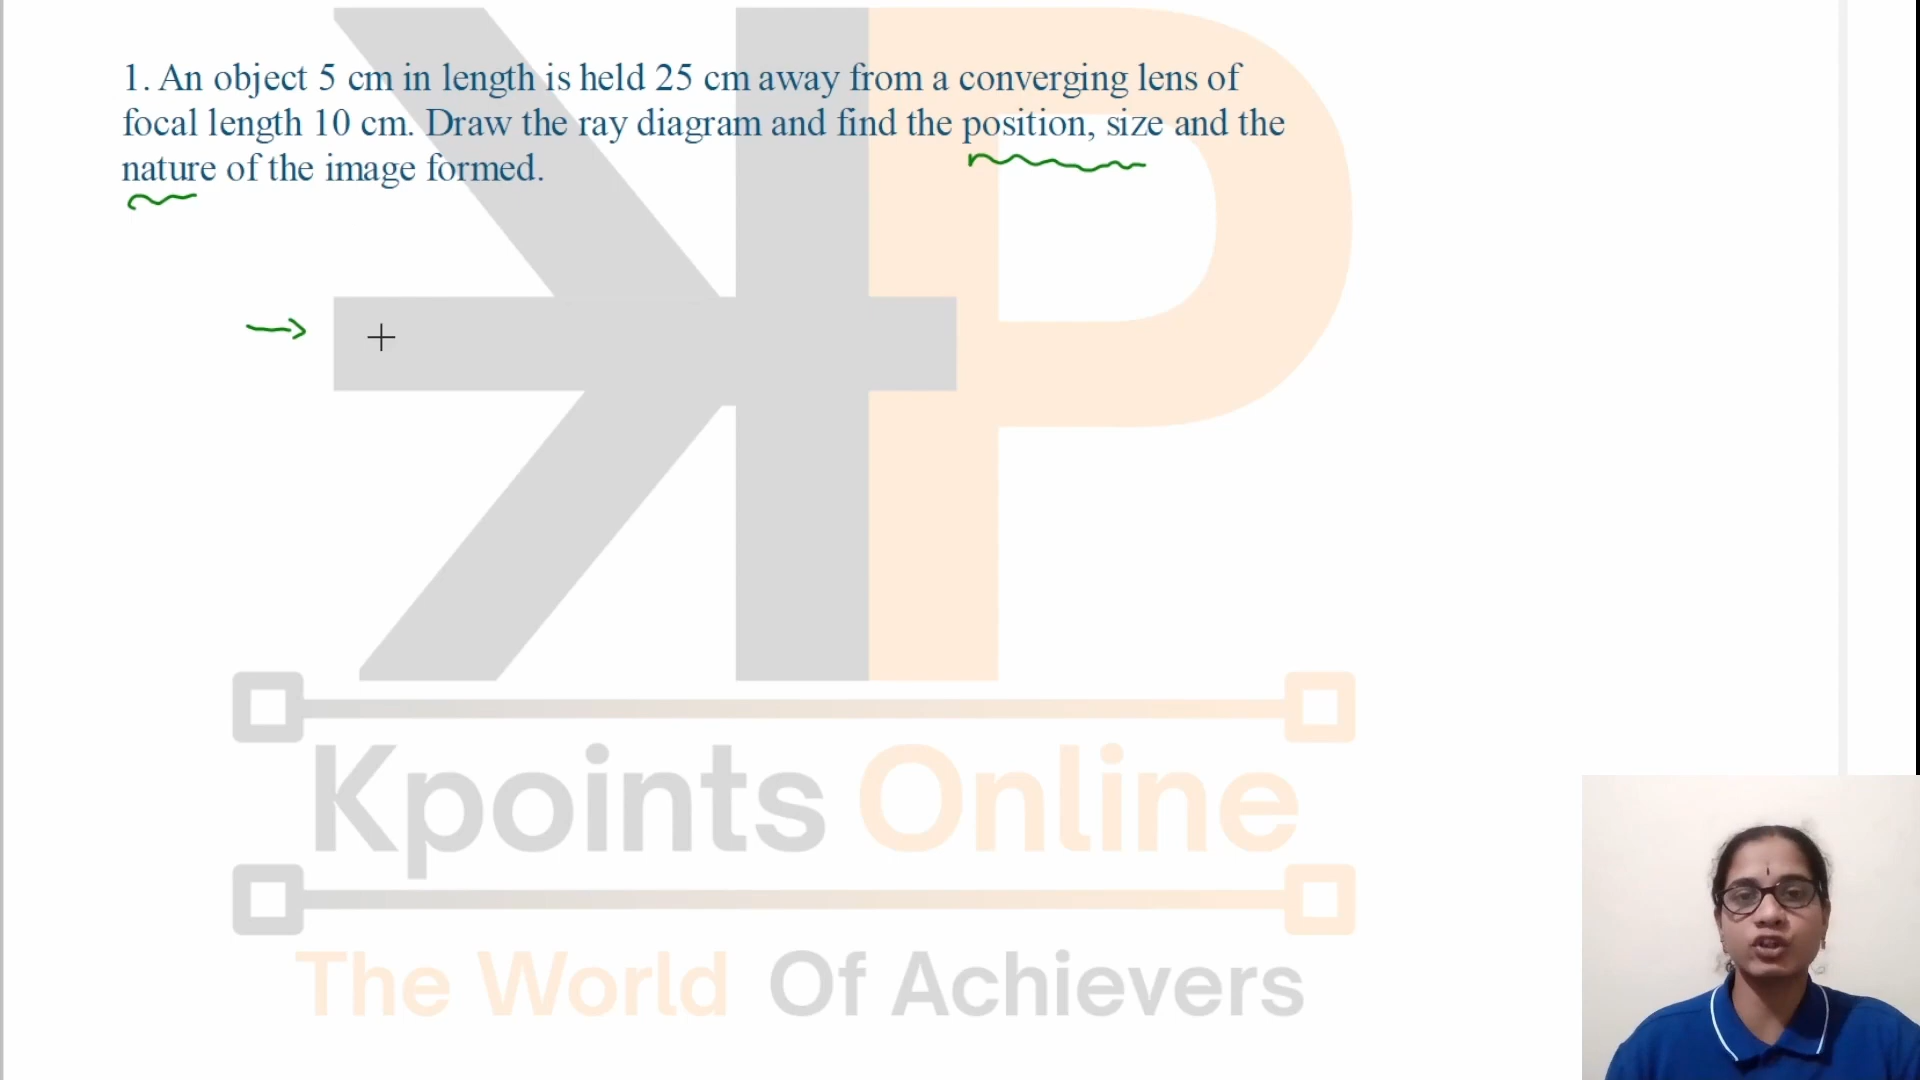 1. An object 5 cm in length is held 25 cm away from a converging lens of
focal length 10 cm. Draw the ray diagram and find the position, size and the
nature of the image formed.
KP
Kpoints Online
The World Of Achievers